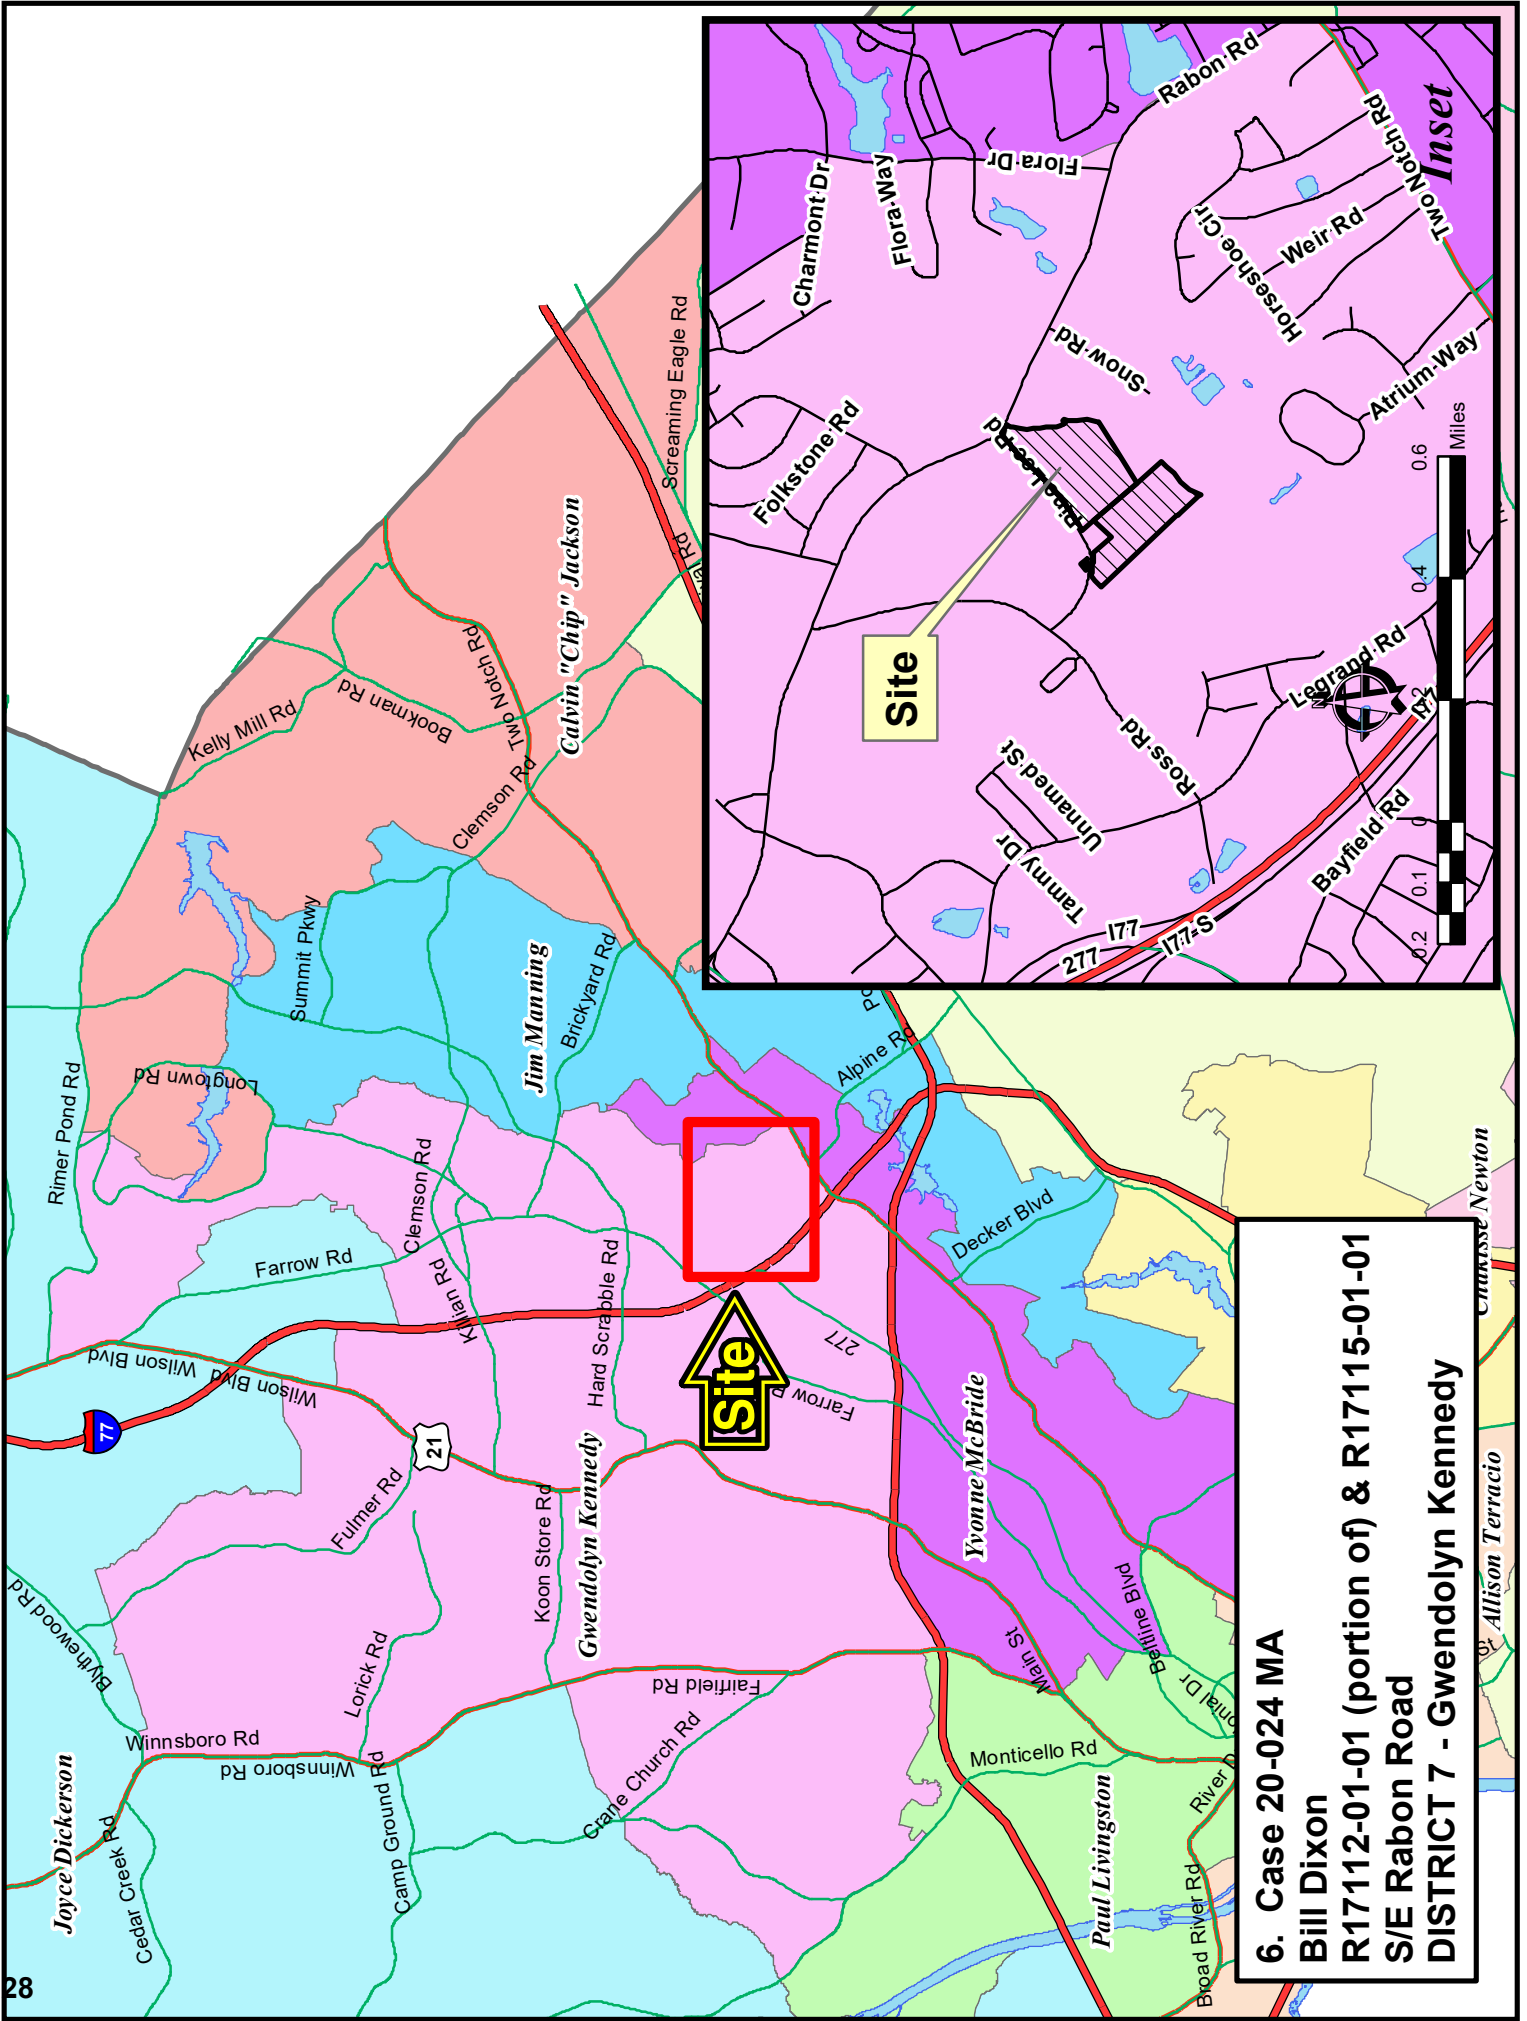 28
Joyce Dickerson
Blythewood Rd
Cedar Creek Rd
Winnsboro Rd
Winnsboro Rd
Camp Ground Rd
Lorick Rd
Fulmer Rd
Crane Church Rd
Koon Store Rd
Fairfield Rd
77
21
Wilson Blvd
Wilson Blvd
Rimer Pond Rd
Longtown Rd
Farrow Rd
Clemson Rd
Killian Rd
Hard Scrabble Rd
Gwendolyn Kennedy
Site
277
Farrow
Kelly Mill Rd
Bookman Rd
Two Notch Rd
Clemson Rd
Summit Pkwy
Jim Manning
Brickyard Rd
Calvin "Chip" Jackson
Screaming Eagle Rd
Alpine Rd
Decker Blvd
Yvonne McBride
Main St
Beltline Blvd
Monticello Rd
Paul Livingston
River D
Broad River Rd
Allison Terracio
St
Chakisse Newton
6. Case 20-024 MA
Bill Dixon
R17112-01-01 (portion of) & R17115-01-01
S/E Rabon Road
DISTRICT 7 - Gwendolyn Kennedy
Inset
Site
Charmont Dr
Flora Way
Flora Dr
Rabon Rd
Folkstone Rd
Snow Rd
Horseshoe Cir
Weir Rd
Two Notch Rd
Atrium Way
Legrand Rd
Ross Rd
Unnamed St
Tammy Dr
277
I77
I77 S
I77
Bayfield Rd
N
0.2
0.1
0
0.2
0.4
0.6
Miles